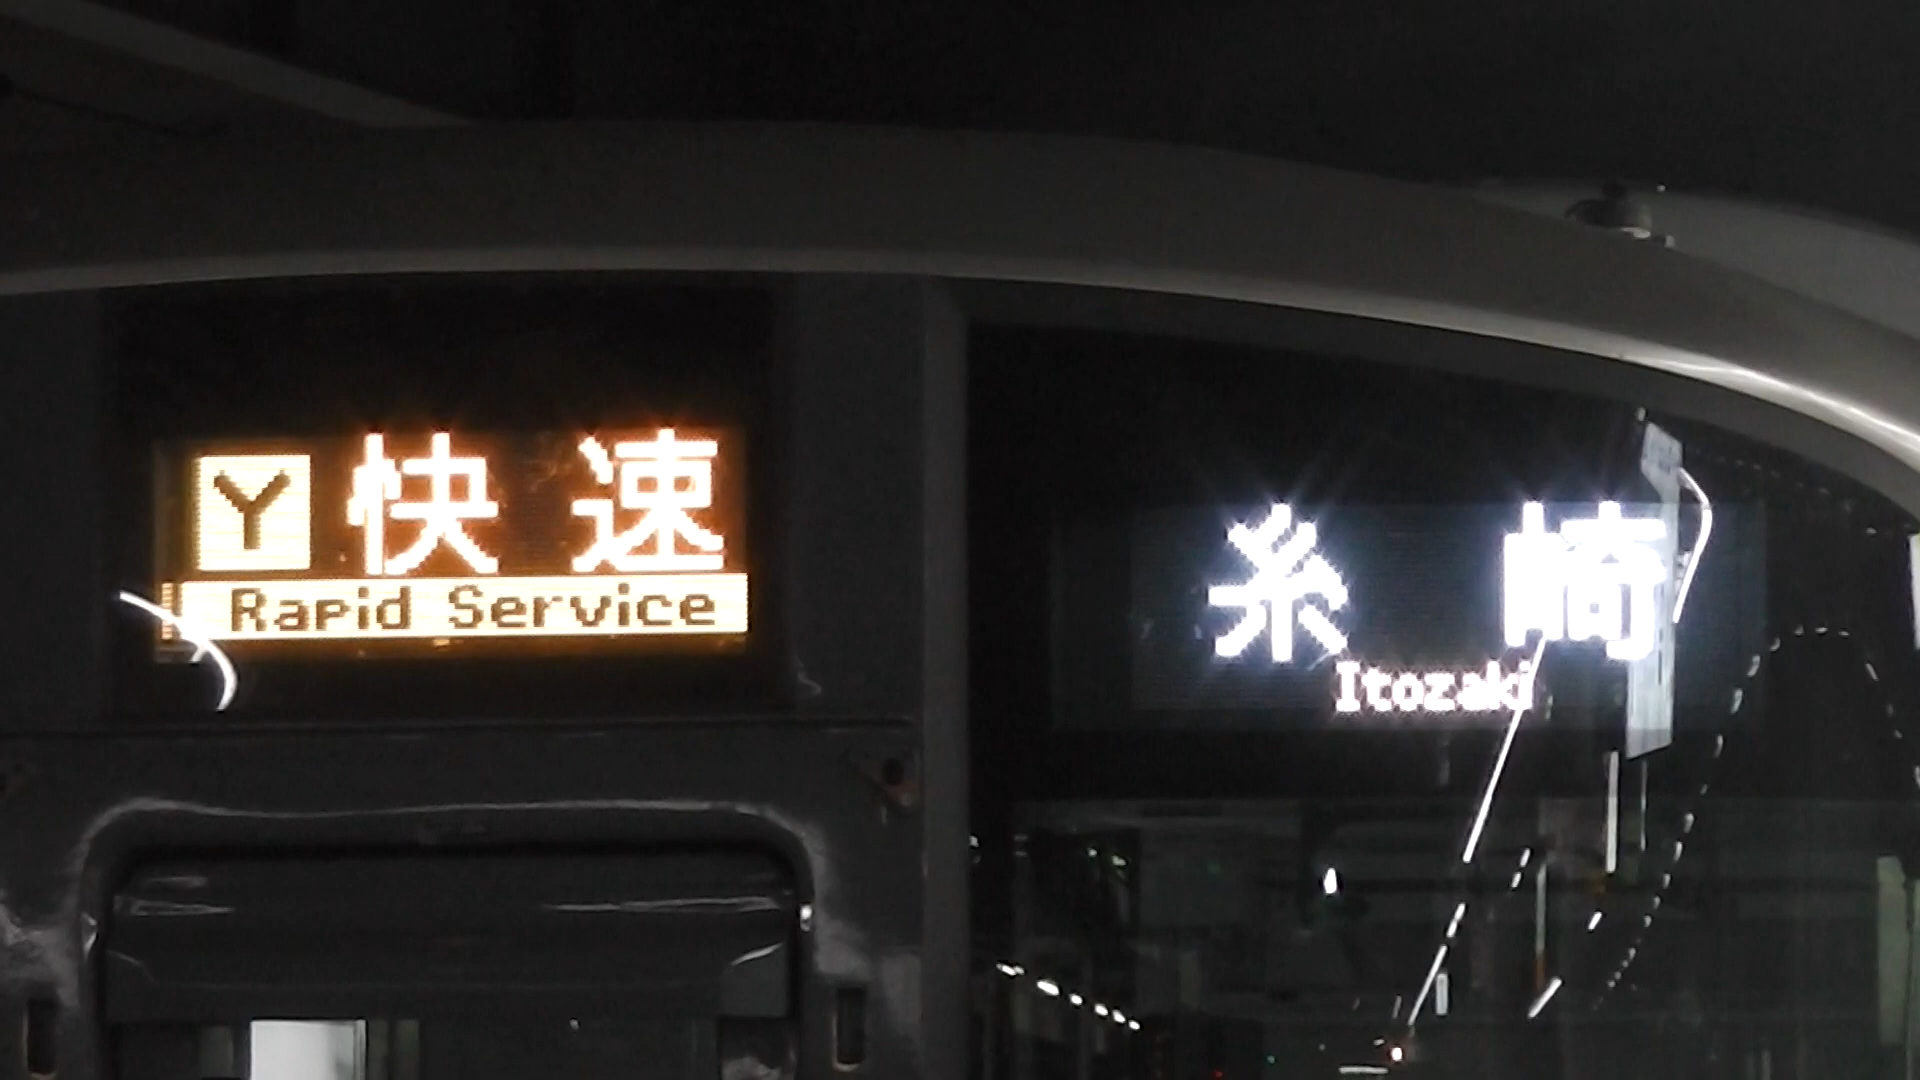 Y 快速
Rapid Service
糸崎
Itozaki